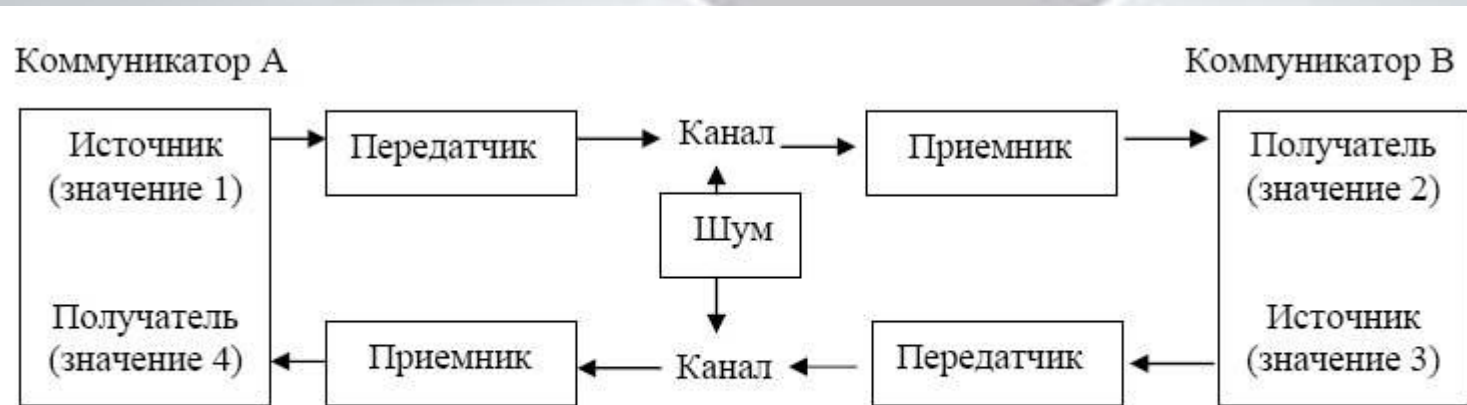 Коммуникатор А
Коммуникатор В
Источник
(значение 1)
Передатчик
Канал
Приемник
Получатель
(значение 2)
Шум
Получатель
(значение 4)
Приемник
Канал
Передатчик
Источник
(значение 3)